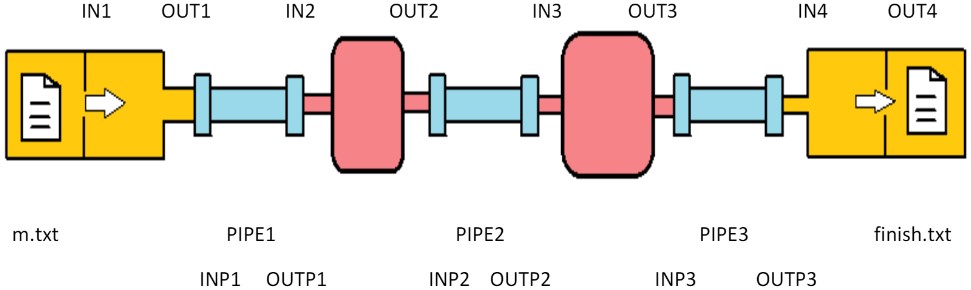 IN1 OUT1 IN2 OUT2 IN3 OUT3 IN4 OUT4
m.txt PIPE1 PIPE2 PIPE3 finish.txt
INP1 OUTP1 INP2 OUTP2 INP3 OUTP3